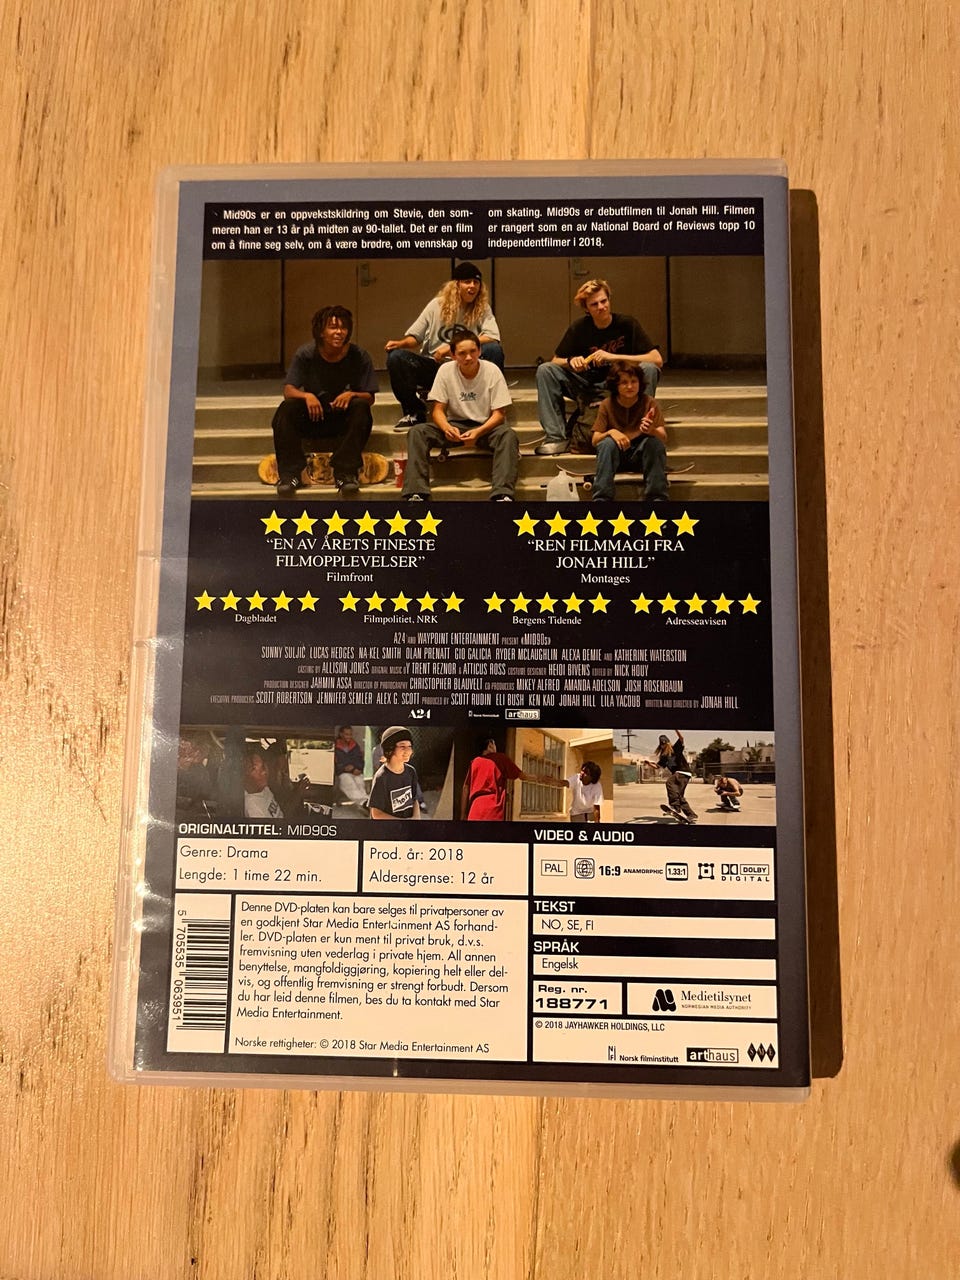 Mid90s er en oppvekstskildring om Stevie, den som-
meren han er 13 år på midten av 90-tallet. Det er en film
om å finne seg selv, om å være brødre, om vennskap og
om skating. Mid90s er debutfilmen til Jonah Hill. Filmen
er rangert som en av National Board of Reviews topp 10
independentfilmer i 2018.
"EN AV ÅRETS FINESTE
FILMOPPLEVELSER"
Filmfront
"REN FILMMAGI FRA
JONAH HILL"
Montages
Dagbladet
Filmpolitiet, NRK
Bergens Tidende
Adresseavisen
A24 AND WAYPOINT ENTERTAINMENT PRESENT «MID90s»
SUNNY SULJIC LUCAS HEDGES NA-KEL SMITH OLAN PRENATT GIO GALICIA RYDER MCLAUGHLIN ALEXA DEMIE AND KATHERINE WATERSTON
CASTING BY ALLISON JONES ORIGINAL MUSIC BY TRENT REZNOR & ATTICUS ROSS COSTUME DESIGNER HEIDI BIVENS EDITED BY NICK HOUY
PRODUCTION DESIGNER JAHMIN ASSA DIRECTOR OF PHOTOGRAPHY CHRISTOPHER BLAUVELT CO PRODUCERS MIKEY ALFRED AMANDA ADELSON JOSH ROSENBAUM
EXECUTIVE PRODUCERS SCOTT ROBERTSON JENNIFER SEMLER ALEX G. SCOTT PRODUCED BY SCOTT RUDIN ELI BUSH KEN KAO JONAH HILL LILA YACOUB WRITTEN AND DIRECTED BY JONAH HILL
A24 Norsk filminstitutt arthaus
ORIGINALTITTEL: MID90S
Genre: Drama
Lengde: 1 time 22 min.
Prod. år: 2018
Aldersgrense: 12 år
5 705535 063951
Denne DVD-platen kan bare selges til privatpersoner av
en godkjent Star Media Entertainment AS forhand-
ler. DVD-platen er kun ment til privat bruk, d.v.s.
fremvisning uten vederlag i private hjem. All annen
benyttelse, mangfoldiggjøring, kopiering helt eller del-
vis, og offentlig fremvisning er strengt forbudt. Dersom
du har leid denne filmen, bes du ta kontakt med Star
Media Entertainment.
Norske rettigheter: © 2018 Star Media Entertainment AS
VIDEO & AUDIO
PAL 16:9 ANAMORPHIC 1.33:1 DOLBY
DIGITAL
TEKST
NO, SE, FI
SPRÅK
Engelsk
Reg. nr.
188771
Medietilsynet
NORWEGIAN MEDIA AUTHORITY
© 2018 JAYHAWKER HOLDINGS, LLC
NFI Norsk filminstitutt arthaus